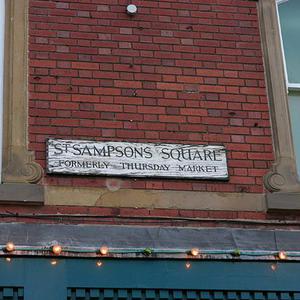 ST SAMPSONS SQUARE
FORMERLY THURSDAY MARKET